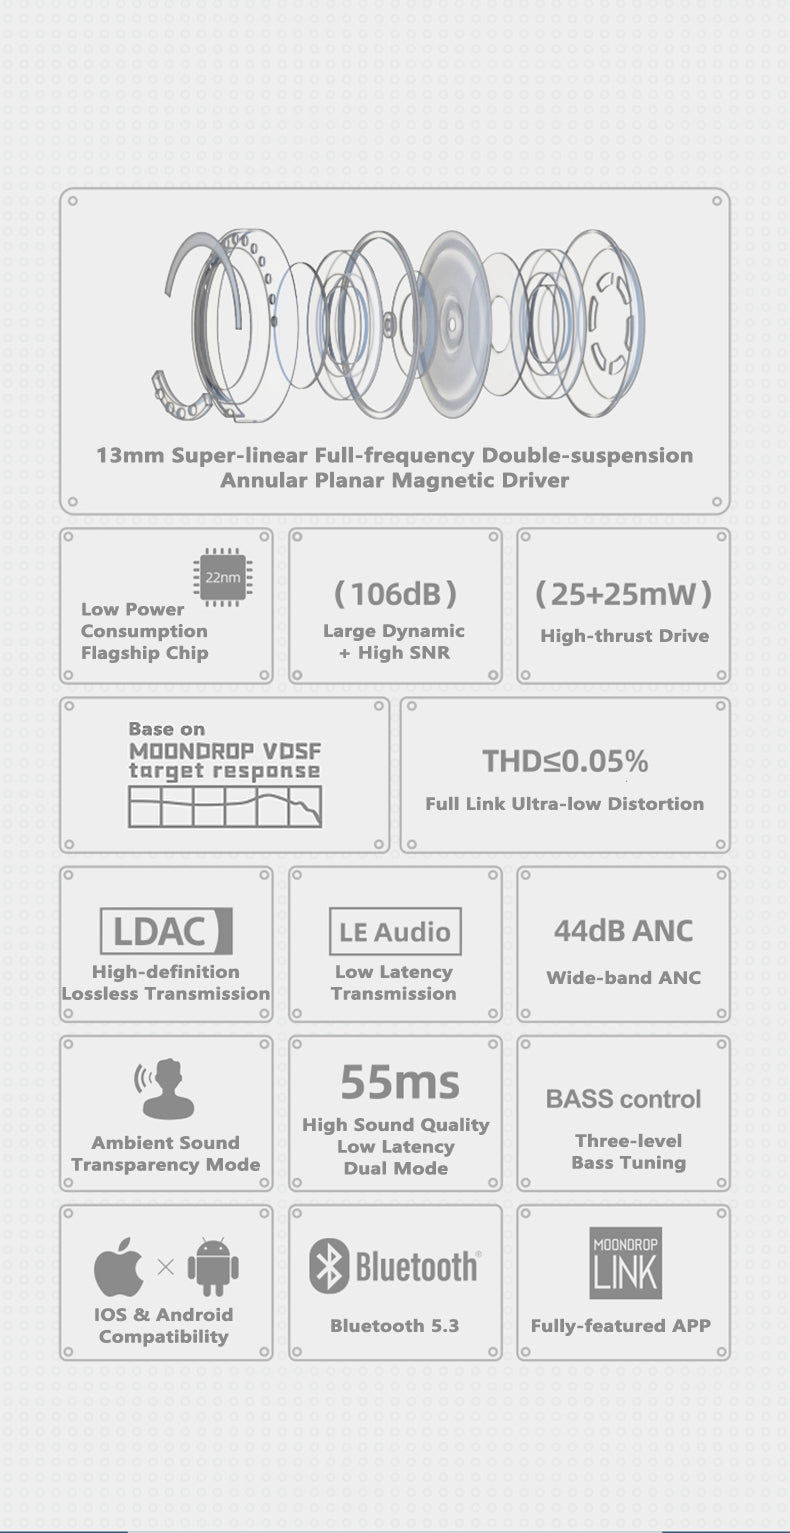 13mm Super-linear Full-frequency Double-suspension
Annular Planar Magnetic Driver
22nm
Low Power
Consumption
Flagship Chip
(106dB)
Large Dynamic
+ High SNR
(25+25mW)
High-thrust Drive
Base on
MOONDROP VDSF
target response
THD≤0.05%
Full Link Ultra-low Distortion
LDAC
High-definition
Lossless Transmission
LE Audio
Low Latency
Transmission
44dB ANC
Wide-band ANC
Ambient Sound
Transparency Mode
55ms
High Sound Quality
Low Latency
Dual Mode
BASS control
Three-level
Bass Tuning
IOS & Android
Compatibility
Bluetooth®
Bluetooth 5.3
MOONDROP
LINK
Fully-featured APP